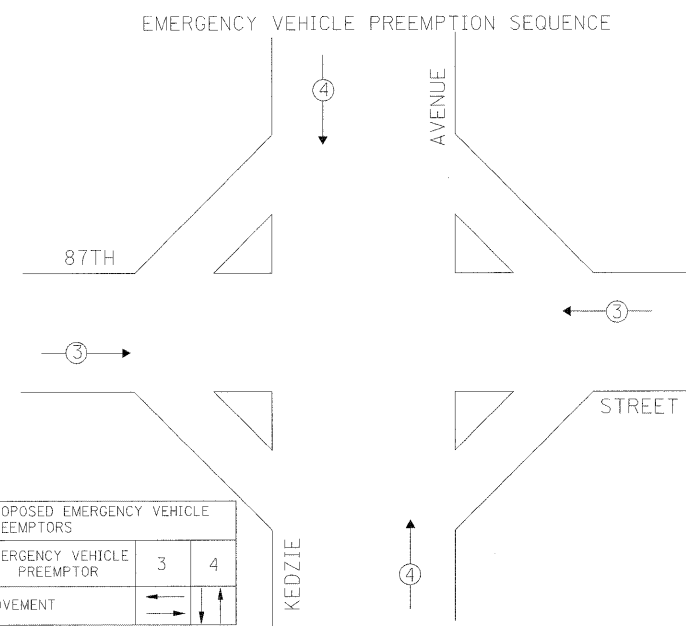 EMERGENCY VEHICLE PREEMPTION SEQUENCE
4
AVENUE
87TH
3
3
STREET
4
KEDZIE
OPOSED EMERGENCY VEHICLE
EEMPTORS
ERGENCY VEHICLE
PREEMPTOR
3
4
OVEMENT